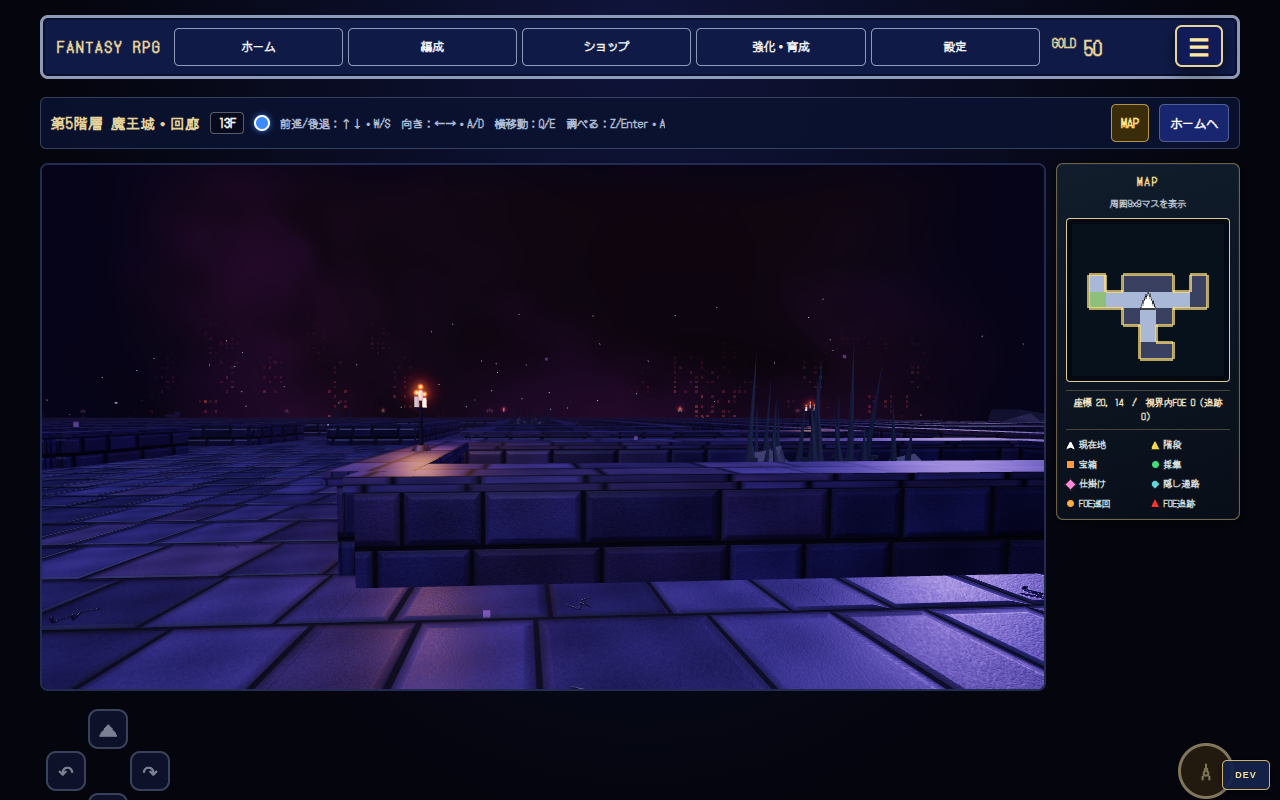 FANTASY RPG
ホーム
編成
ショップ
強化・育成
設定
GOLD 50
第5階層 魔王城・回廊
13F
前進/後退：↑↓・W/S 向き：←→・A/D 横移動：Q/E 調べる：Z/Enter・A
MAP
ホームへ
MAP
周囲9x9マスを表示
座標 20, 14 / 視界内FOE 0（追跡
0）
現在地
階段
宝箱
採集
仕掛け
隠し通路
FOE巡回
FOE追跡
A
DEV